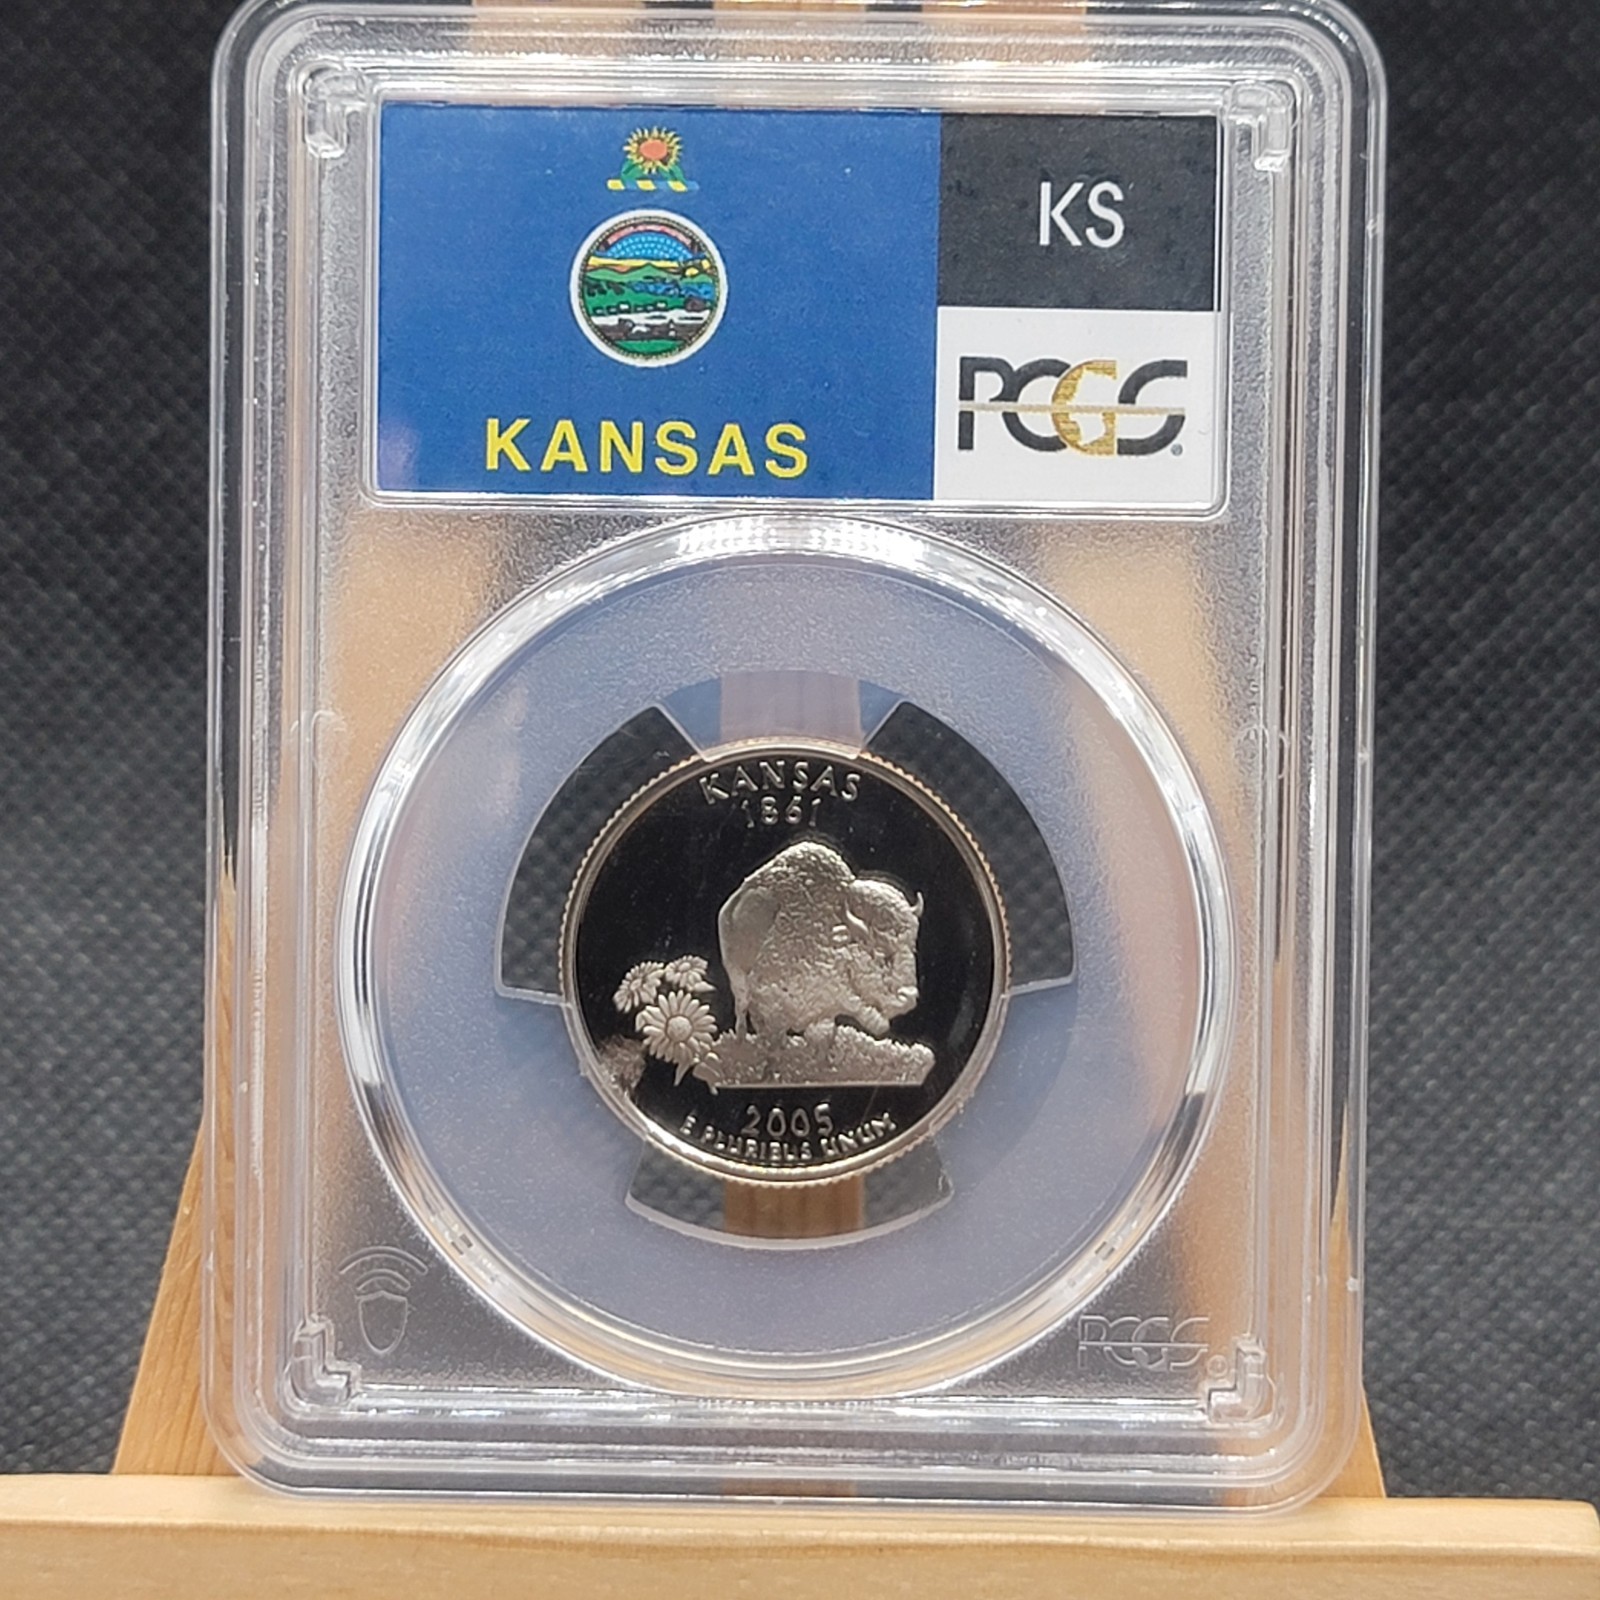 KANSAS
KS
PCGS
KANSAS
1861
2005
E PLURIBUS UNUM
PCGS